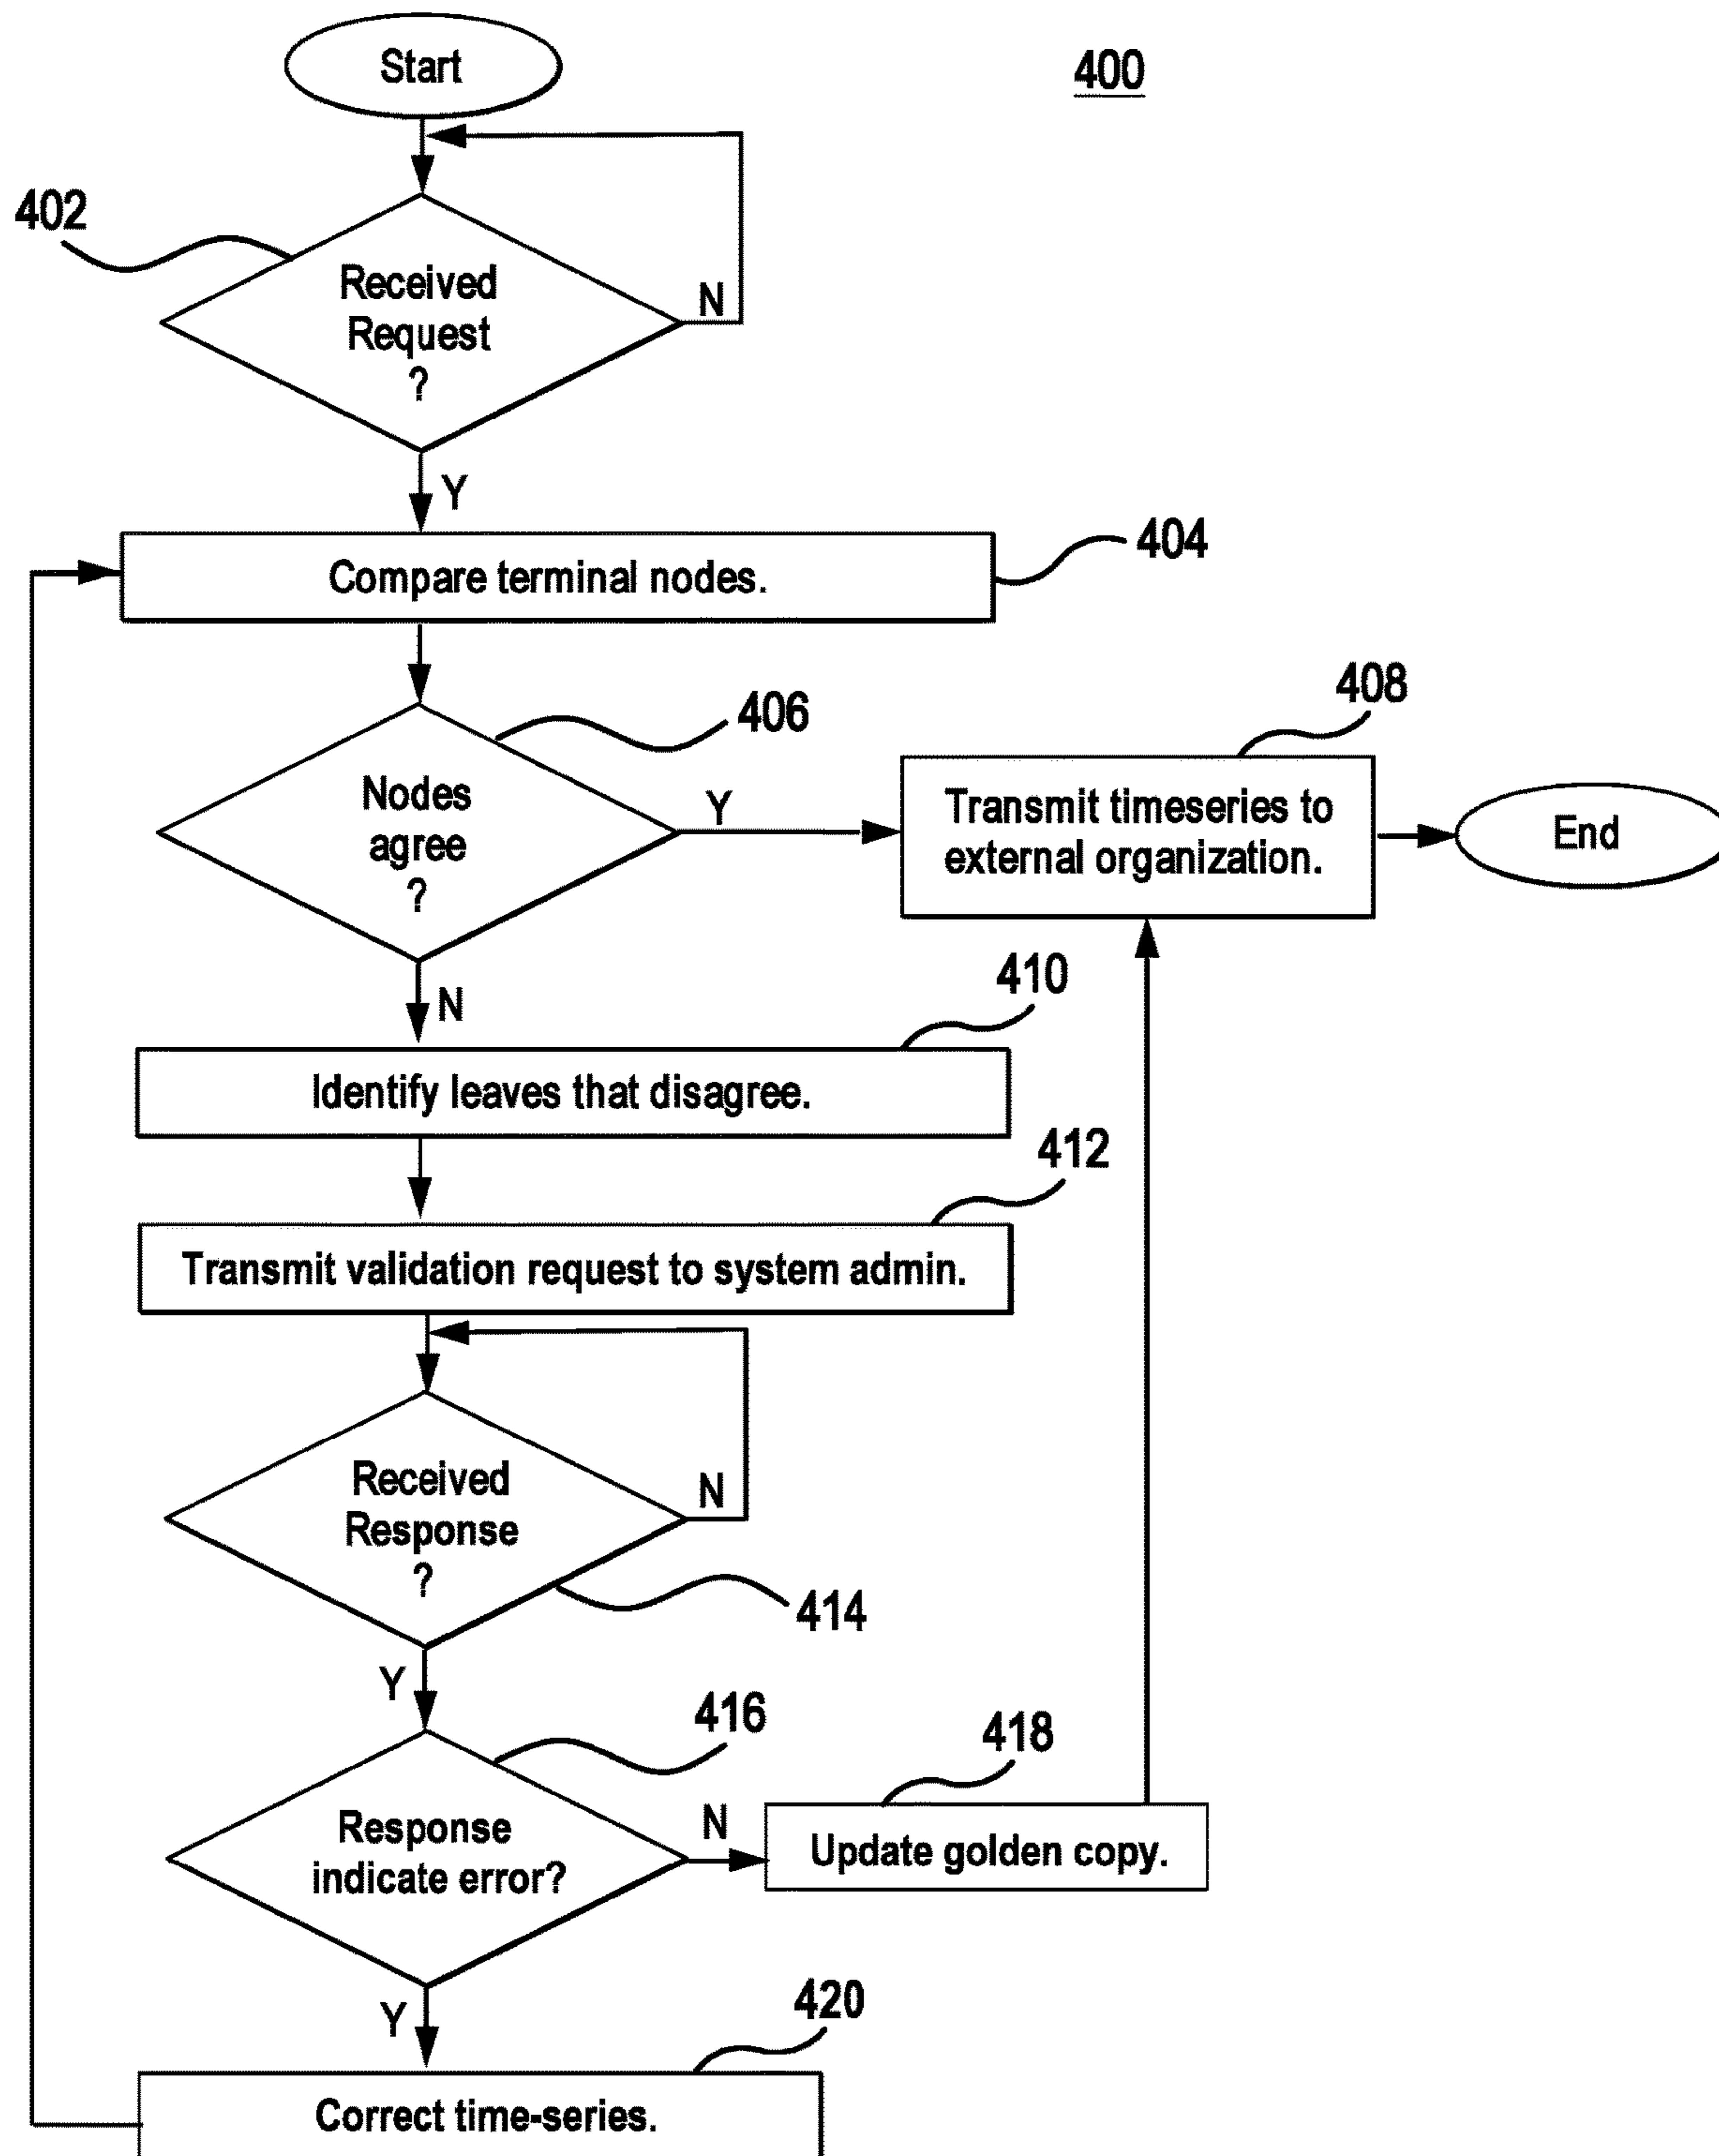 Start
400
402
Received
Request
?
N
Y
404
Compare terminal nodes.
406
408
Nodes
agree
?
Y
Transmit timeseries to
external organization.
End
N
410
Identify leaves that disagree.
412
Transmit validation request to system admin.
Received
Response
?
N
414
Y
416
418
Response
indicate error?
N
Update golden copy.
Y
420
Correct time-series.